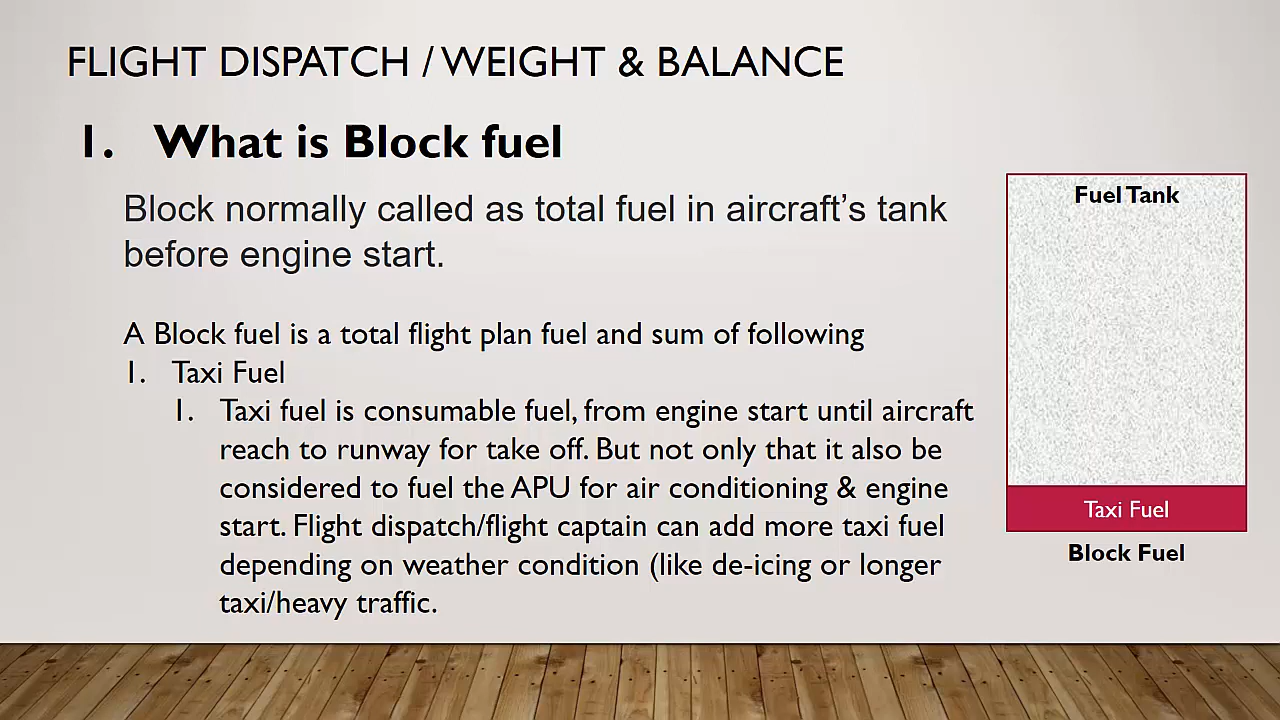 FLIGHT DISPATCH / WEIGHT & BALANCE
1. What is Block fuel
Block normally called as total fuel in aircraft’s tank
before engine start.
A Block fuel is a total flight plan fuel and sum of following
1. Taxi Fuel
1. Taxi fuel is consumable fuel, from engine start until aircraft
reach to runway for take off. But not only that it also be
considered to fuel the APU for air conditioning & engine
start. Flight dispatch/flight captain can add more taxi fuel
depending on weather condition (like de-icing or longer
taxi/heavy traffic.
Fuel Tank
Taxi Fuel
Block Fuel